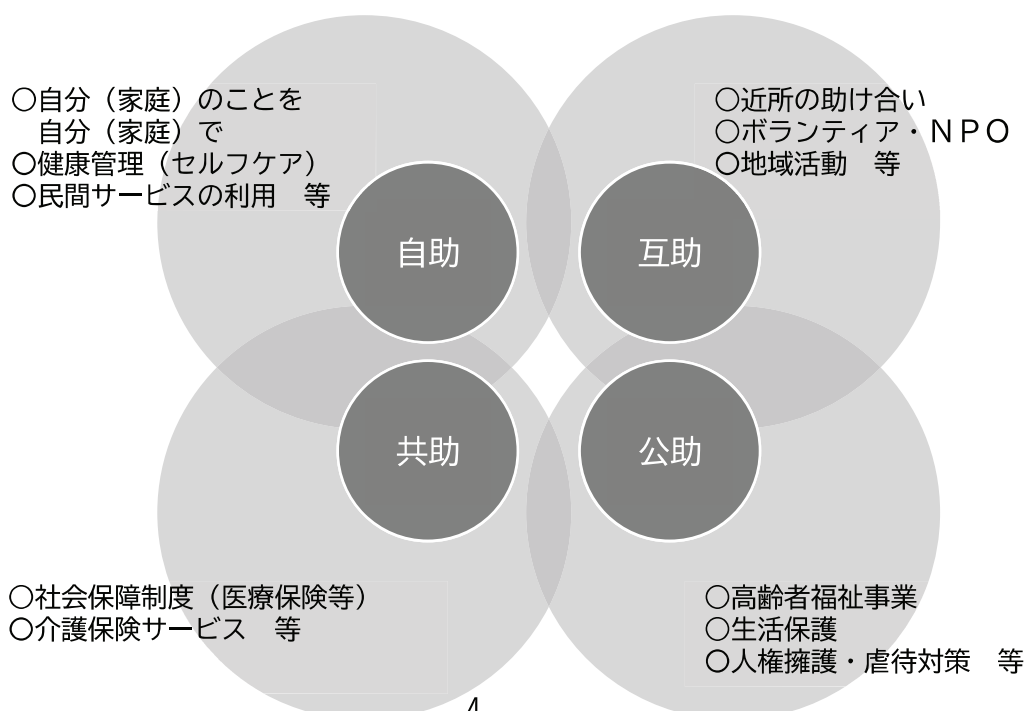 ○自分（家庭）のことを
自分（家庭）で
○健康管理（セルフケア）
○民間サービスの利用　等
○近所の助け合い
○ボランティア・ＮＰＯ
○地域活動　等
自助
互助
共助
公助
○社会保障制度（医療保険等）
○介護保険サービス　等
○高齢者福祉事業
○生活保護
○人権擁護・虐待対策　等
4